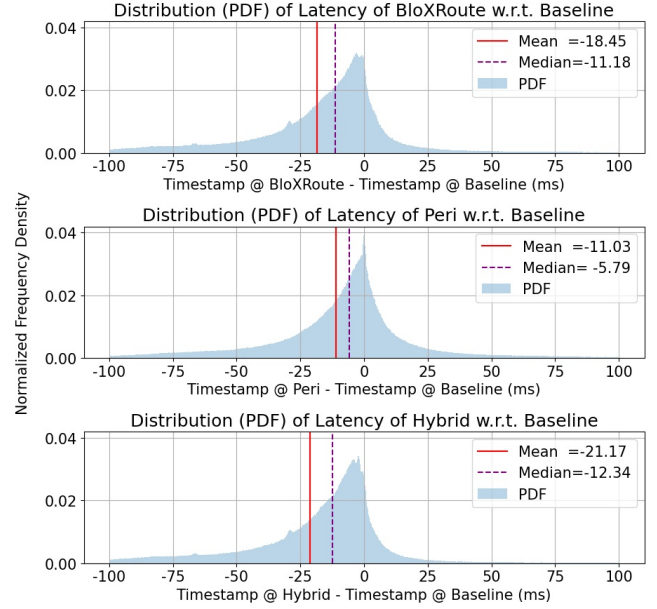 Distribution (PDF) of Latency of BloXRoute w.r.t. Baseline
0.04
0.02
0.00
Mean =-18.45
Median=-11.18
PDF
-100 -75 -50 -25 0 25 50 75 100
Timestamp @ BloXRoute - Timestamp @ Baseline (ms)
Normalized Frequency Density
Distribution (PDF) of Latency of Peri w.r.t. Baseline
0.04
0.02
0.00
Mean =-11.03
Median= -5.79
PDF
-100 -75 -50 -25 0 25 50 75 100
Timestamp @ Peri - Timestamp @ Baseline (ms)
Distribution (PDF) of Latency of Hybrid w.r.t. Baseline
0.04
0.02
0.00
Mean =-21.17
Median=-12.34
PDF
-100 -75 -50 -25 0 25 50 75 100
Timestamp @ Hybrid - Timestamp @ Baseline (ms)